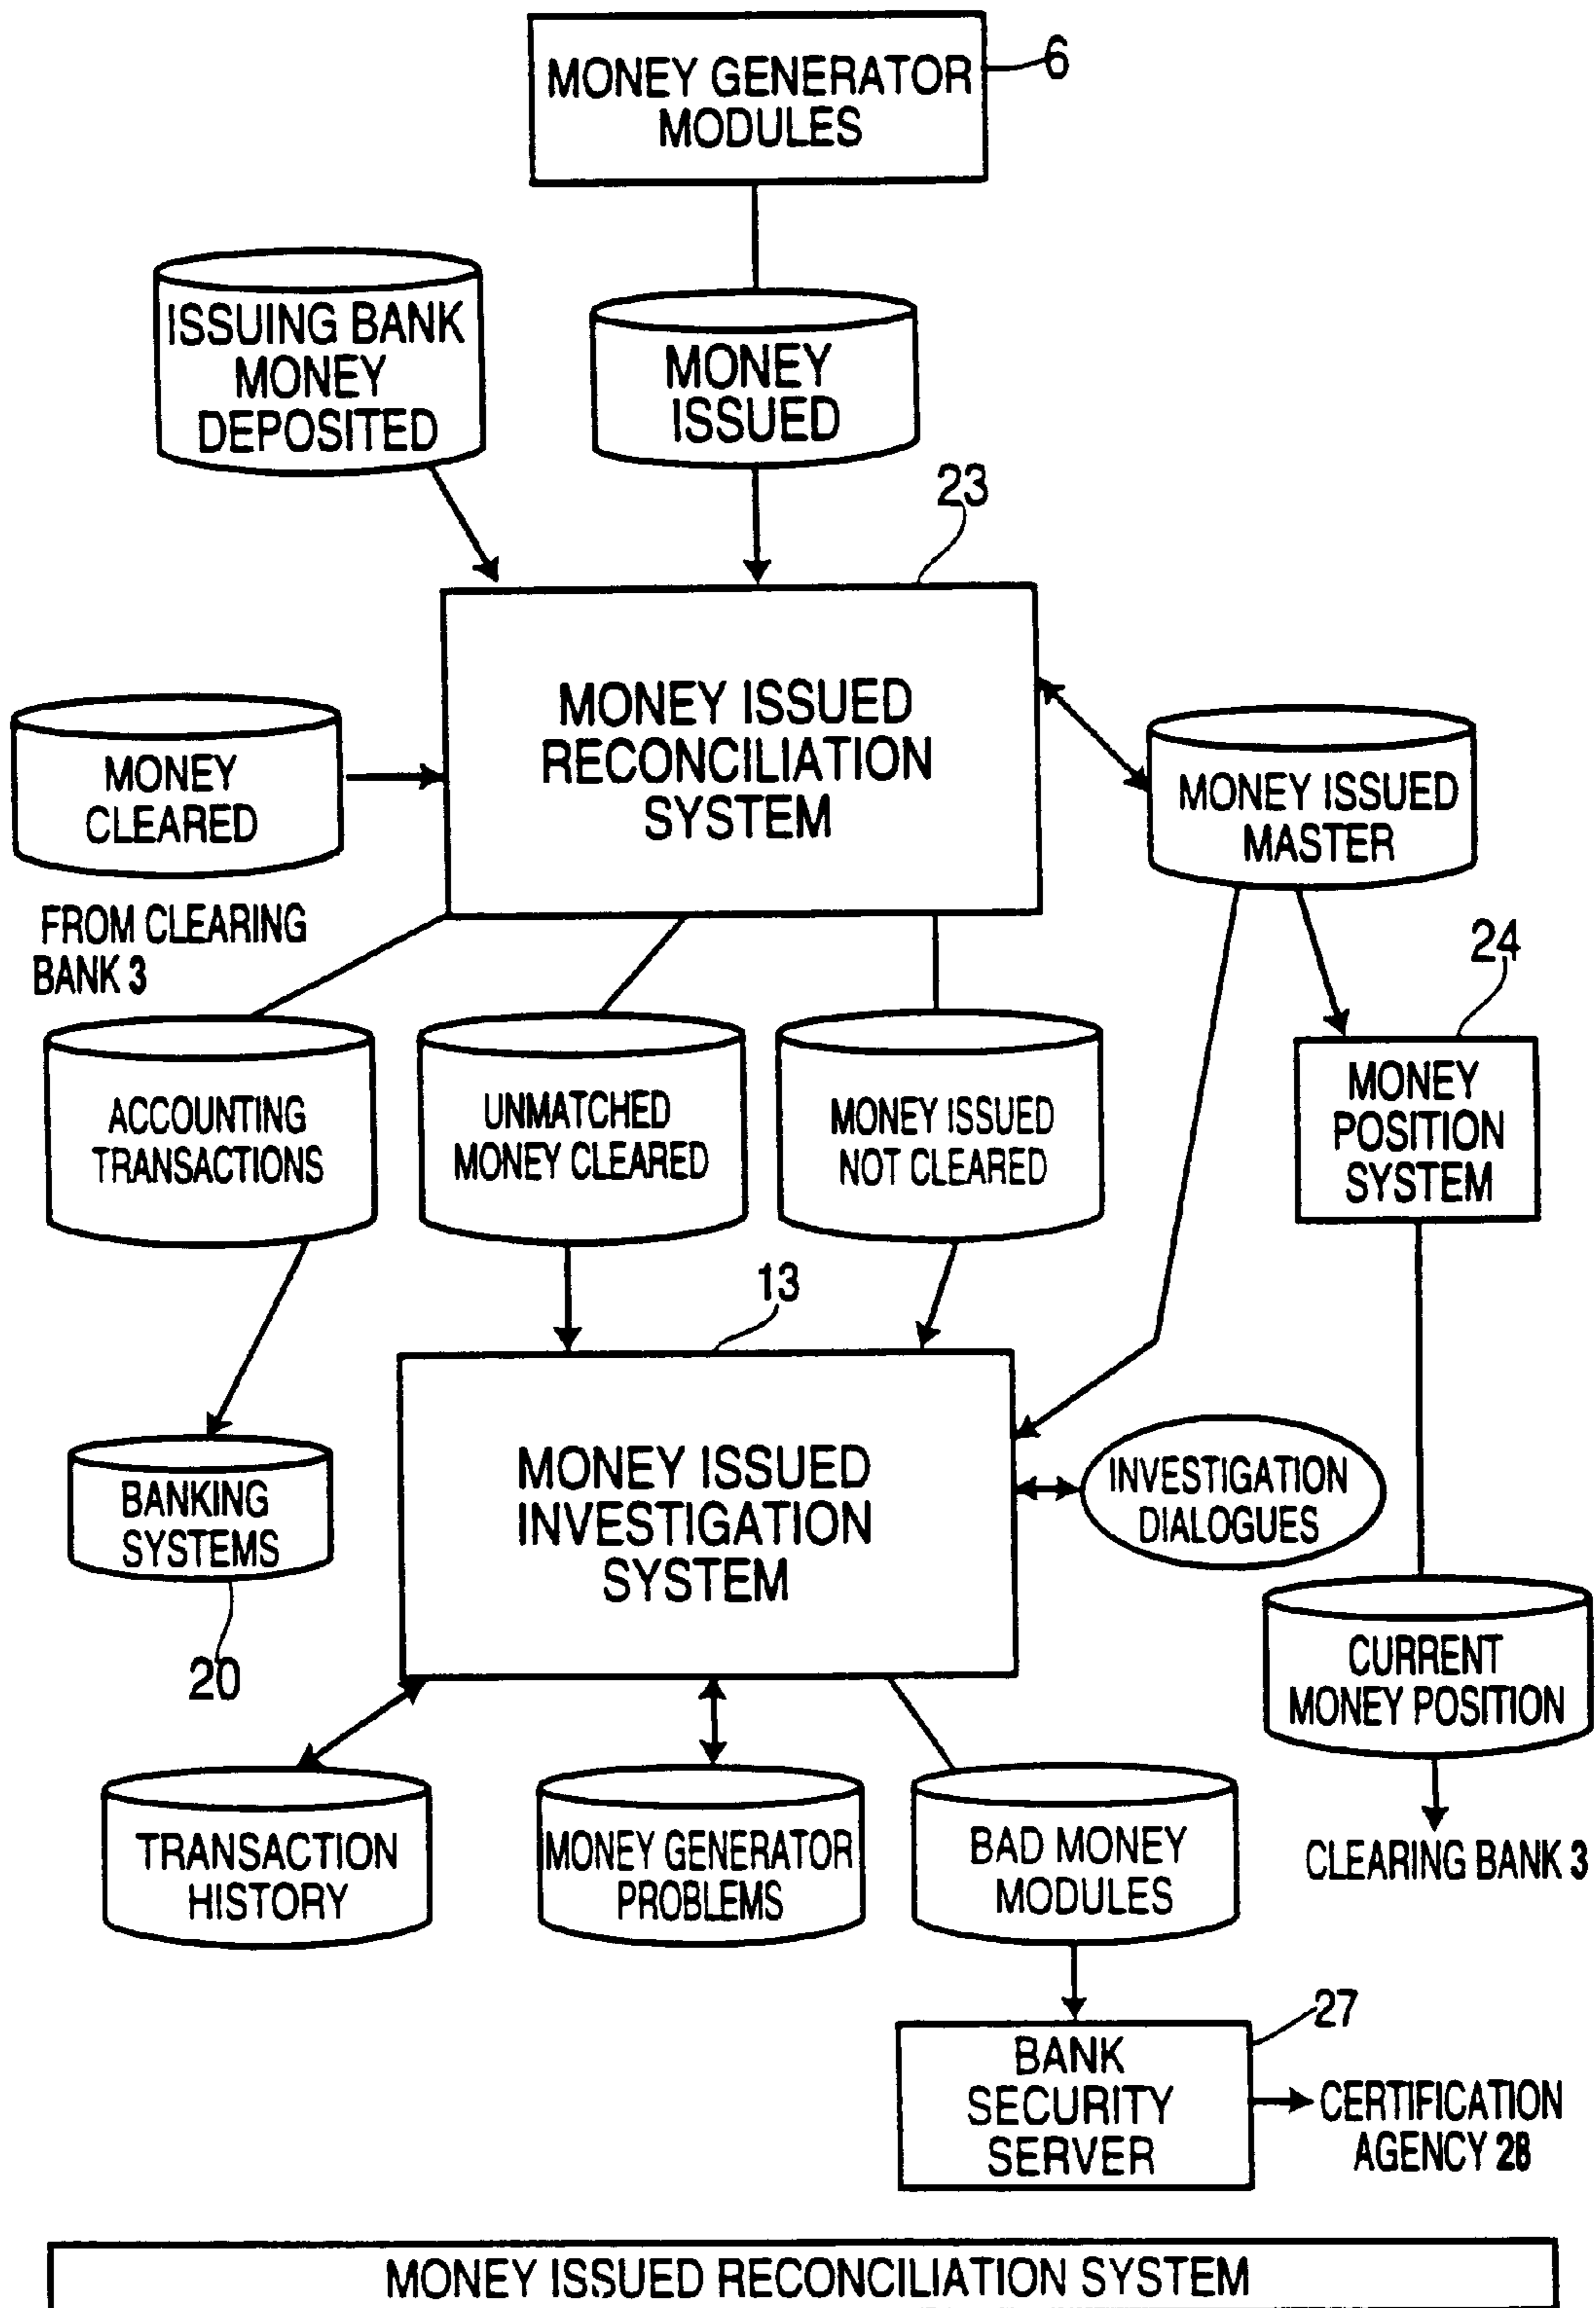 MONEY GENERATOR
MODULES
6
ISSUING BANK
MONEY
DEPOSITED
MONEY
ISSUED
23
MONEY ISSUED
RECONCILIATION
SYSTEM
MONEY
CLEARED
FROM CLEARING
BANK 3
MONEY ISSUED
MASTER
24
ACCOUNTING
TRANSACTIONS
UNMATCHED
MONEY CLEARED
MONEY ISSUED
NOT CLEARED
MONEY
POSITION
SYSTEM
13
BANKING
SYSTEMS
20
MONEY ISSUED
INVESTIGATION
SYSTEM
INVESTIGATION
DIALOGUES
CURRENT
MONEY POSITION
CLEARING BANK 3
TRANSACTION
HISTORY
MONEY GENERATOR
PROBLEMS
BAD MONEY
MODULES
27
BANK
SECURITY
SERVER
CERTIFICATION
AGENCY 28
MONEY ISSUED RECONCILIATION SYSTEM